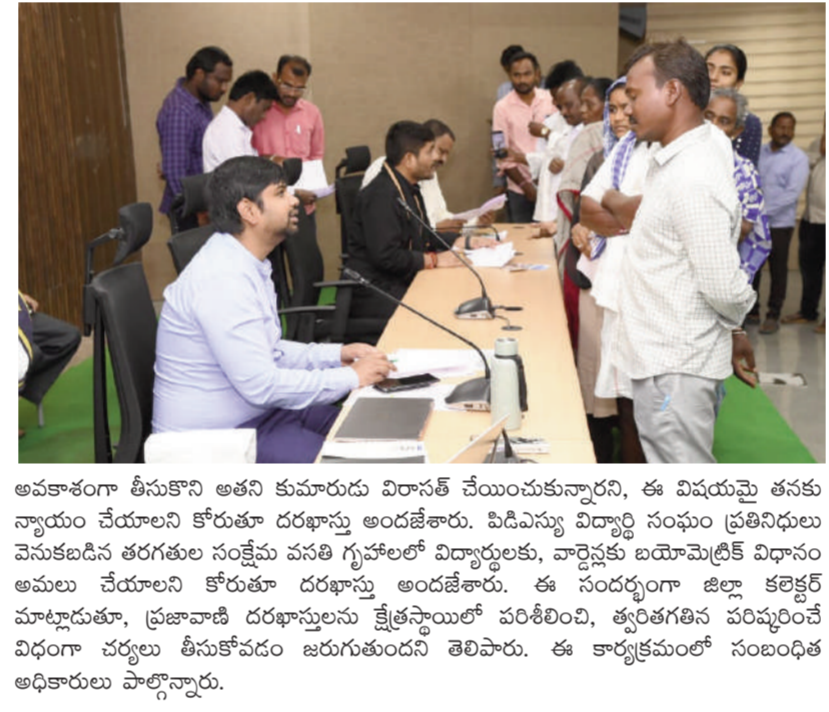 అవకాశంగా తీసుకొని అతని కుమారుడు విరాసత్ చేయించుకున్నారని, ఈ విషయమై తనకు
న్యాయం చేయాలని కోరుతూ దరఖాస్తు అందజేశారు. పిడిఎస్యు విద్యార్థి సంఘం ప్రతినిధులు
వెనుకబడిన తరగతుల సంక్షేమ వసతి గృహాలలో విద్యార్థులకు, వార్డెన్లకు బయోమెట్రిక్ విధానం
అమలు చేయాలని కోరుతూ దరఖాస్తు అందజేశారు. ఈ సందర్భంగా జిల్లా కలెక్టర్
మాట్లాడుతూ, ప్రజావాణి దరఖాస్తులను క్షేత్రస్థాయిలో పరిశీలించి, త్వరితగతిన పరిష్కరించే
విధంగా చర్యలు తీసుకోవడం జరుగుతుందని తెలిపారు. ఈ కార్యక్రమంలో సంబంధిత
అధికారులు పాల్గొన్నారు.